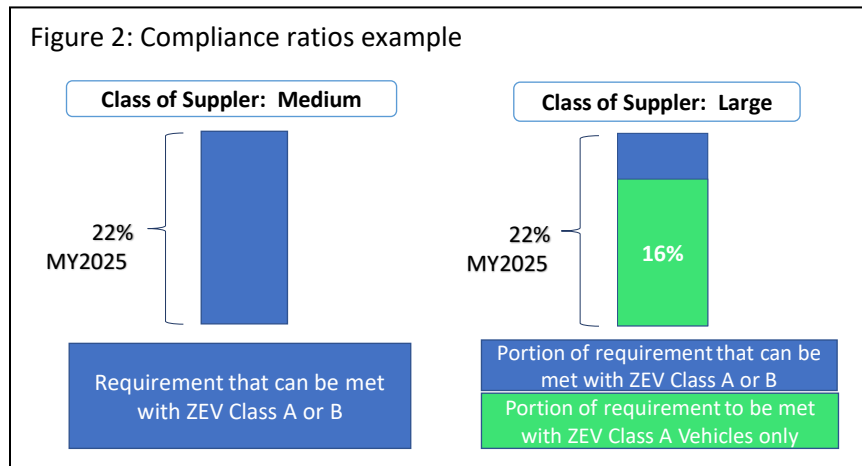 Figure 2: Compliance ratios example
Class of Suppler: Medium
22%
MY2025
Requirement that can be met
with ZEV Class A or B
Class of Suppler: Large
22%
MY2025
16%
Portion of requirement that can be
met with ZEV Class A or B
Portion of requirement to be met
with ZEV Class A Vehicles only